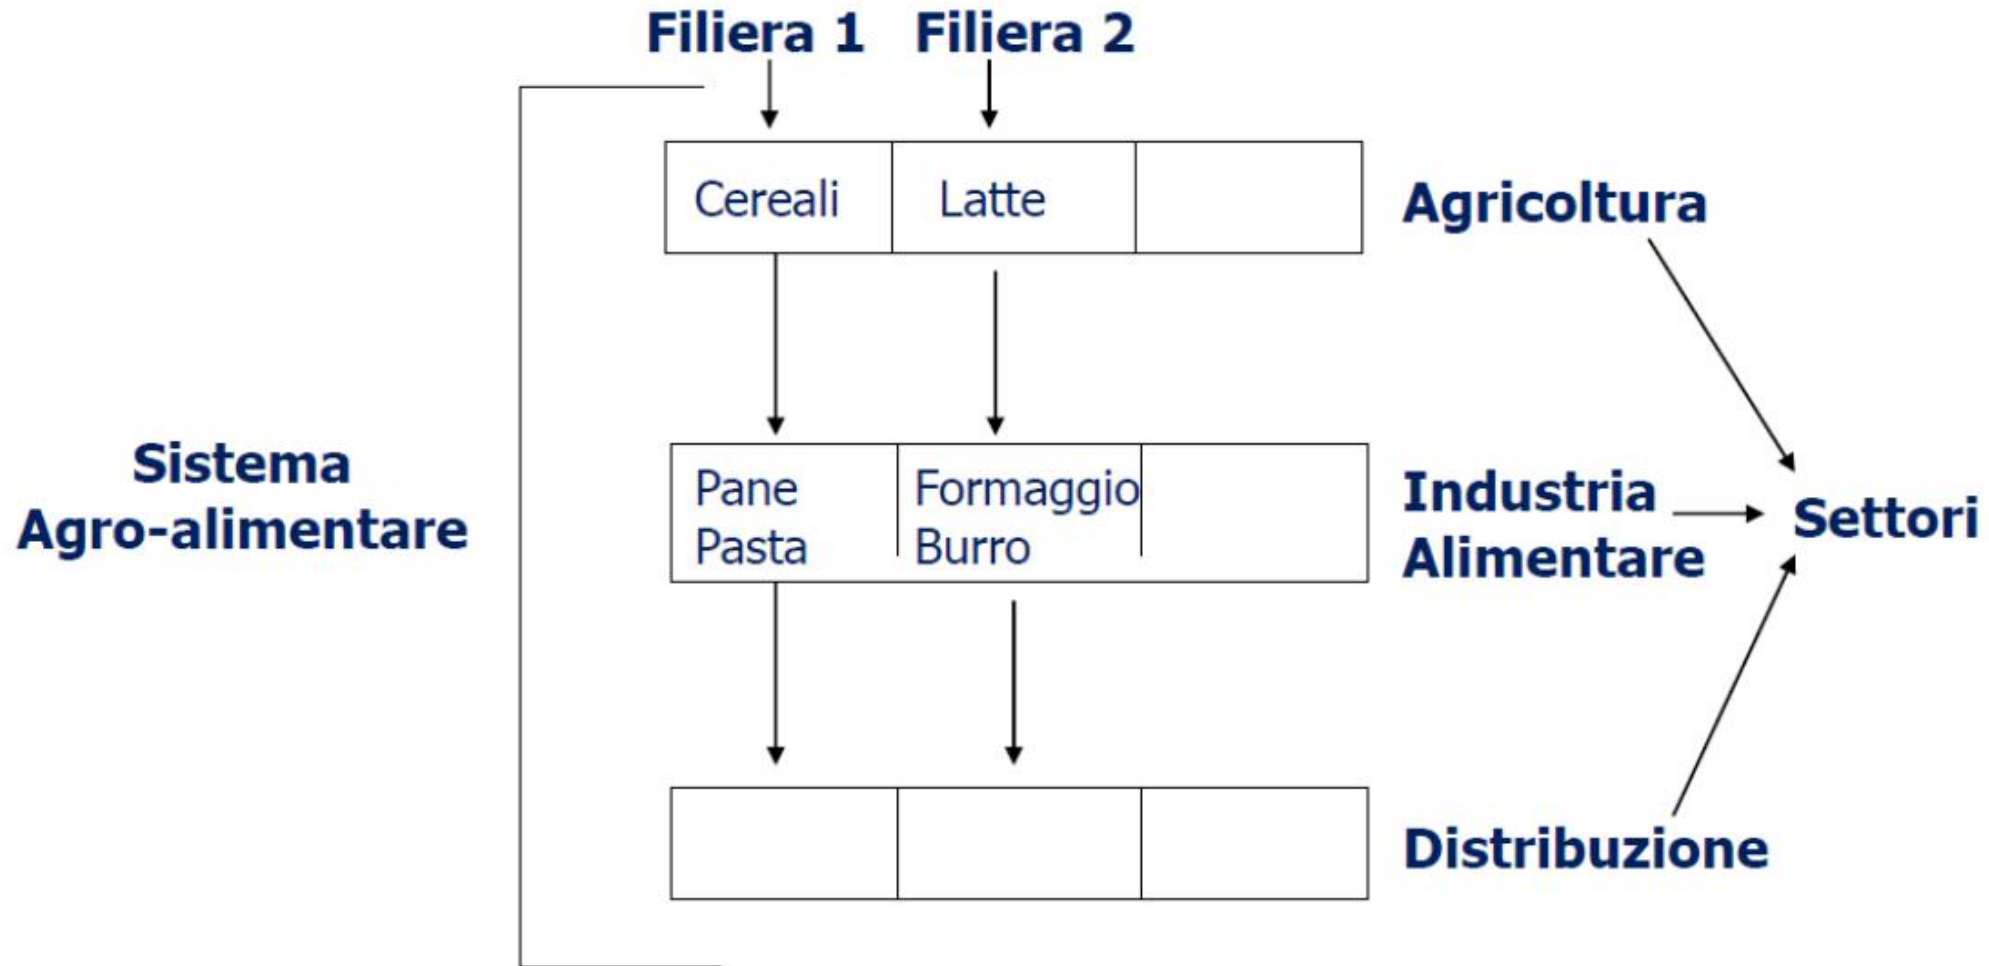 Filiera 1 Filiera 2
Cereali Latte
Agricoltura
Sistema
Agro-alimentare
Pane Formaggio
Pasta Burro
Industria
Alimentare
Settori
Distribuzione